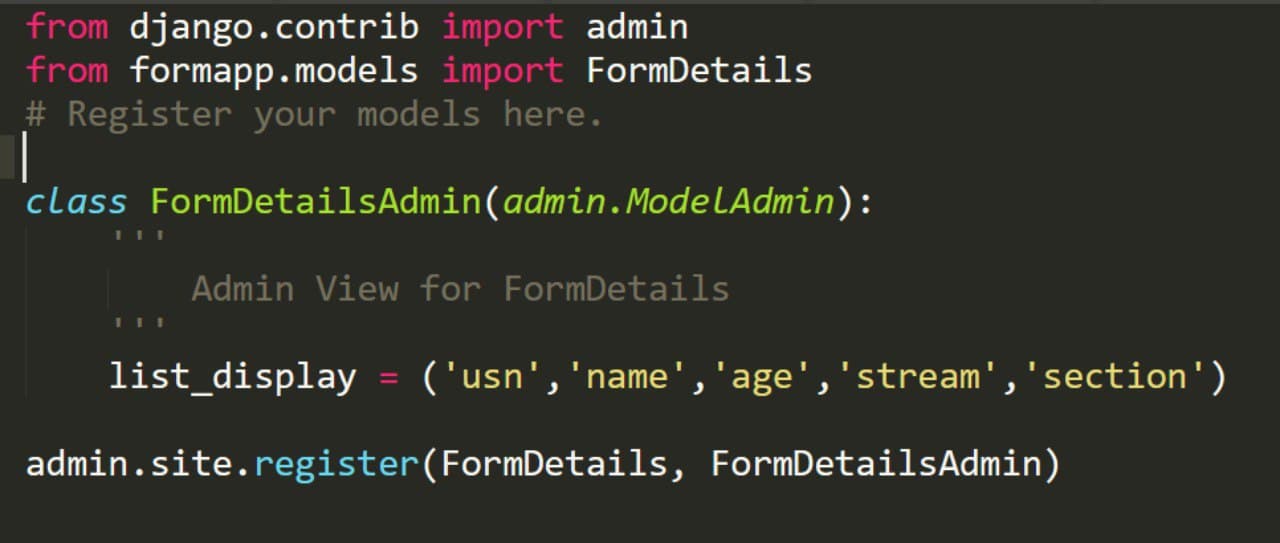 from django.contrib import admin
from formapp.models import FormDetails
# Register your models here.
class FormDetailsAdmin(admin.ModelAdmin):
    '''
        Admin View for FormDetails
    '''
    list_display = ('usn','name','age','stream','section')
admin.site.register(FormDetails, FormDetailsAdmin)